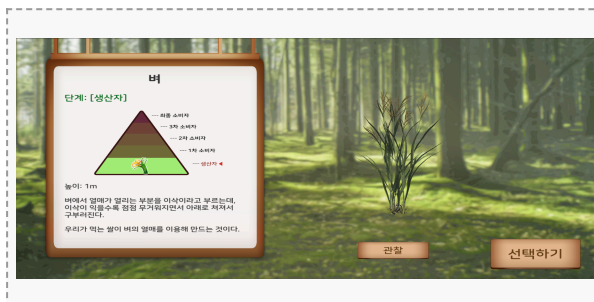 벼
단계: [생산자]
최종 소비자
3차 소비자
2차 소비자
1차 소비자
생산자
높이: 1m
벼에서 열매가 열리는 부분을 이삭이라고 부르는데,
이삭이 익을수록 점점 무거워지면서 아래로 쳐져서
구부러진다.
우리가 먹는 쌀이 벼의 열매를 이용해 만드는 것이다.
관찰
선택하기